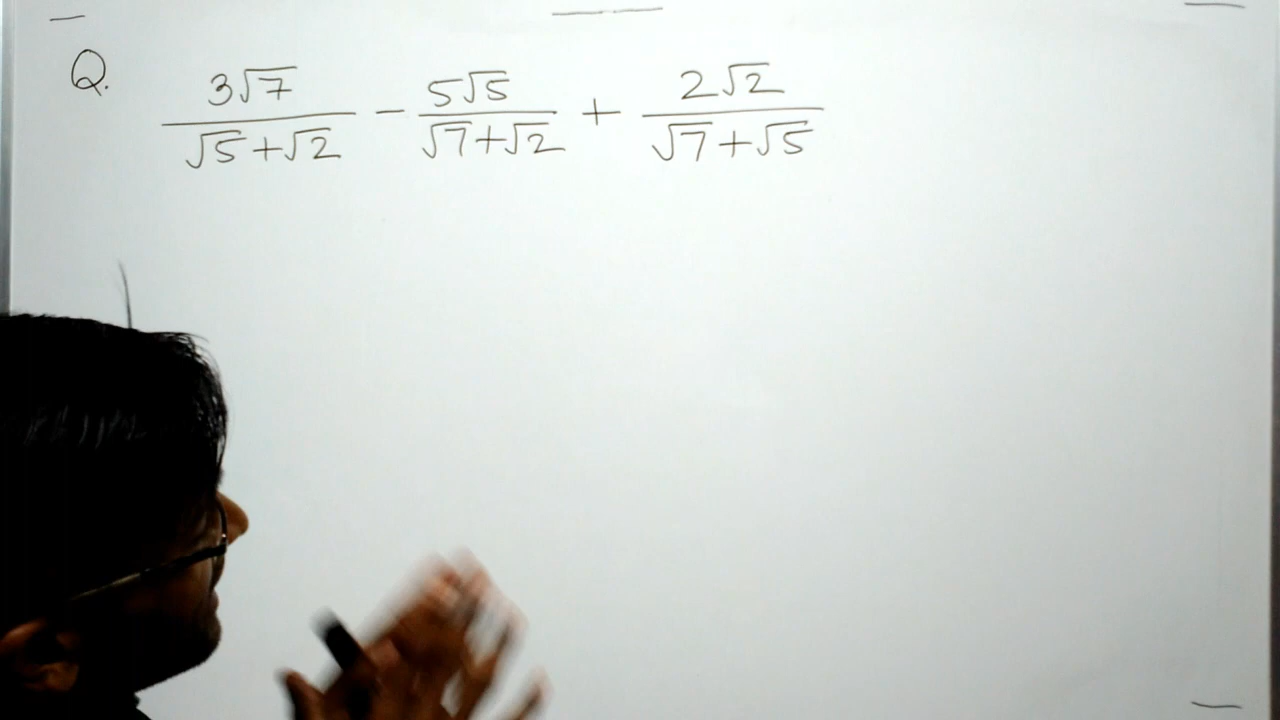 Q. 3√7/(√5+√2) - 5√5/(√7+√2) + 2√2/(√7+√5)